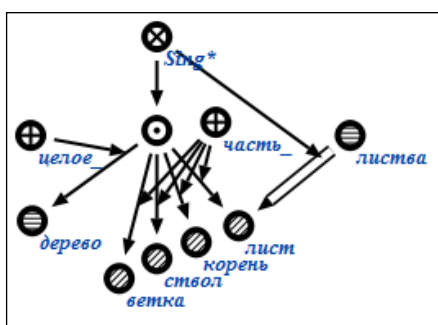 Sing*
целое_
часть_
листва
дерево
лист
корень
ствол
ветка